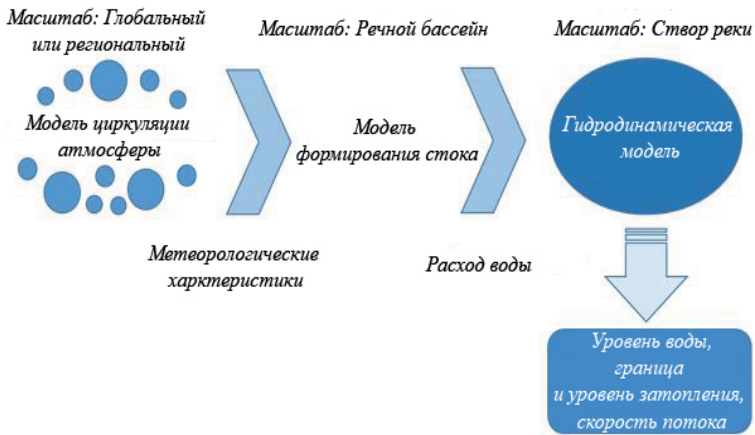 Масштаб: Глобальный
или региональный
Масштаб: Речной бассейн
Масштаб: Створ реки
Модель циркуляции
атмосферы
Модель
формирования стока
Гидродинамическая
модель
Метеорологические
харктеристики
Расход воды
Уровень воды,
граница
и уровень затопления,
скорость потока